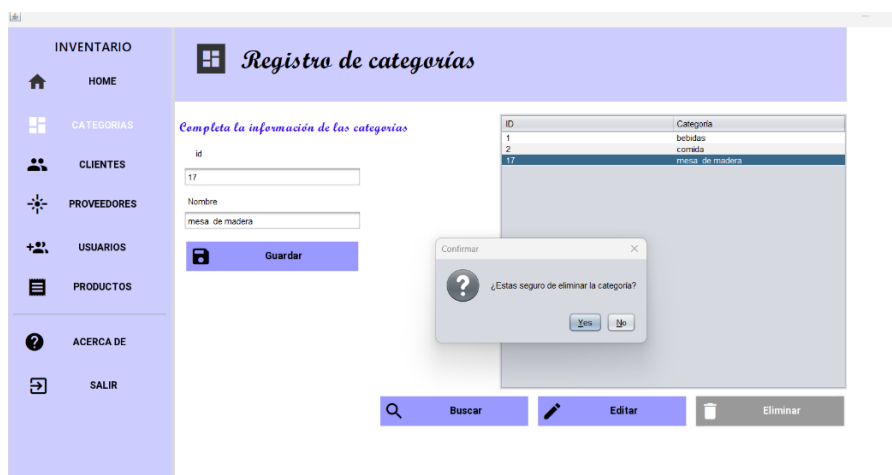 INVENTARIO
HOME
CATEGORIAS
CLIENTES
PROVEEDORES
USUARIOS
PRODUCTOS
ACERCA DE
SALIR
Registro de categorías
Completa la información de las categorías
id
17
Nombre
mesa de madera
Guardar
ID Categoría
1 bebidas
2 comida
17 mesa de madera
Confirmar
¿Estas seguro de eliminar la categoría?
Yes No
Buscar Editar Eliminar